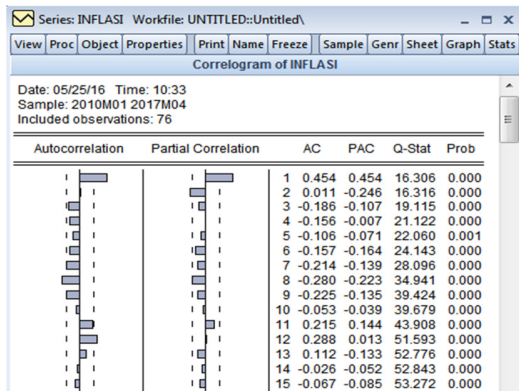 Series: INFLASI Workfile: UNTITLED::Untitled\
View Proc Object Properties Print Name Freeze Sample Genr Sheet Graph Stats
Correlogram of INFLASI
Date: 05/25/16 Time: 10:33
Sample: 2010M01 2017M04
Included observations: 76
Autocorrelation Partial Correlation AC PAC Q-Stat Prob
1 0.454 0.454 16.306 0.000
2 0.011 -0.246 16.316 0.000
3 -0.186 -0.107 19.115 0.000
4 -0.156 -0.007 21.122 0.000
5 -0.106 -0.071 22.060 0.001
6 -0.157 -0.164 24.143 0.000
7 -0.214 -0.139 28.096 0.000
8 -0.280 -0.223 34.941 0.000
9 -0.225 -0.135 39.424 0.000
10 -0.053 -0.039 39.679 0.000
11 0.215 0.144 43.908 0.000
12 0.288 0.013 51.593 0.000
13 0.112 -0.133 52.776 0.000
14 -0.026 -0.052 52.843 0.000
15 -0.067 -0.085 53.272 0.000